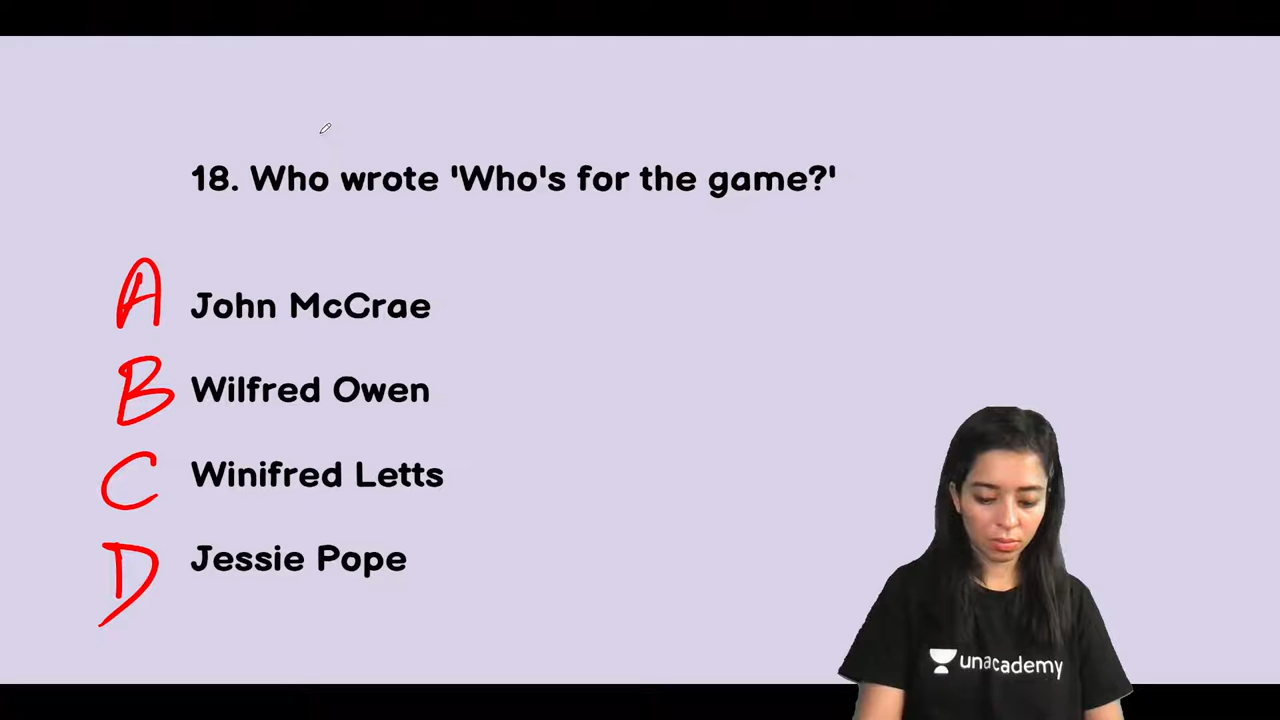 18. Who wrote 'Who's for the game?'
A John McCrae
B Wilfred Owen
C Winifred Letts
D Jessie Pope
unacademy